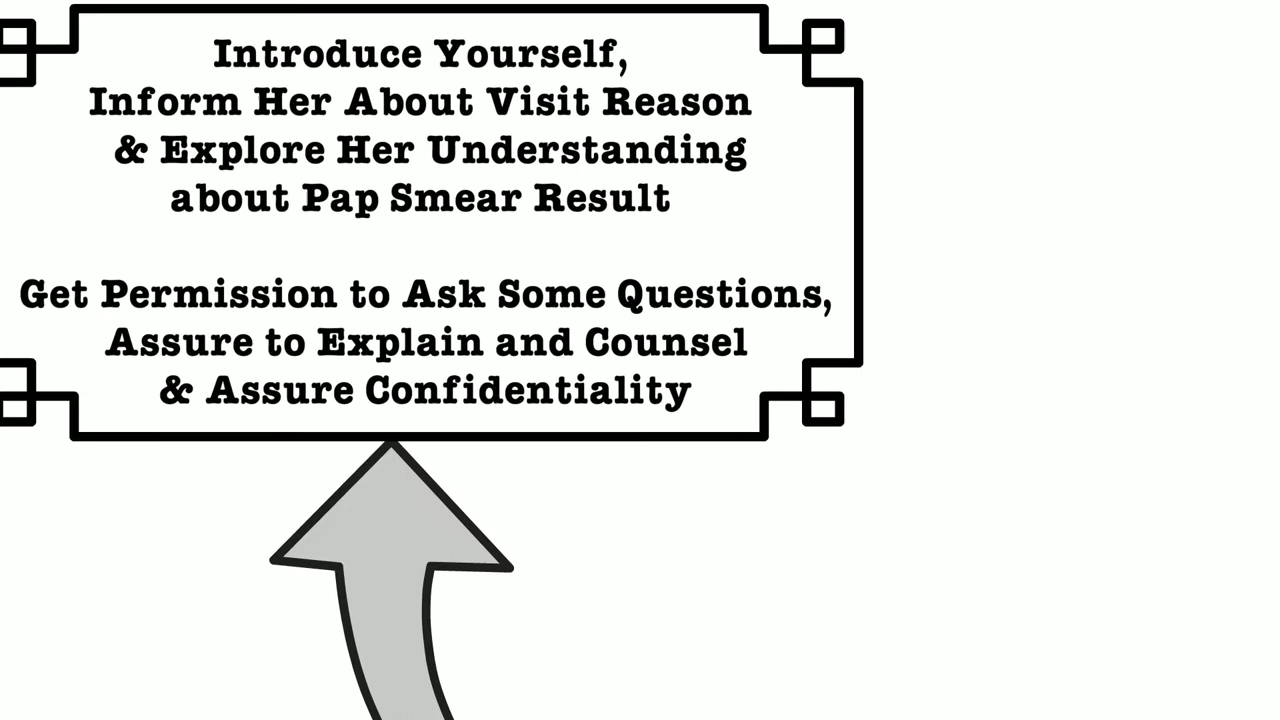 Introduce Yourself,
Inform Her About Visit Reason
& Explore Her Understanding
about Pap Smear Result
Get Permission to Ask Some Questions,
Assure to Explain and Counsel
& Assure Confidentiality